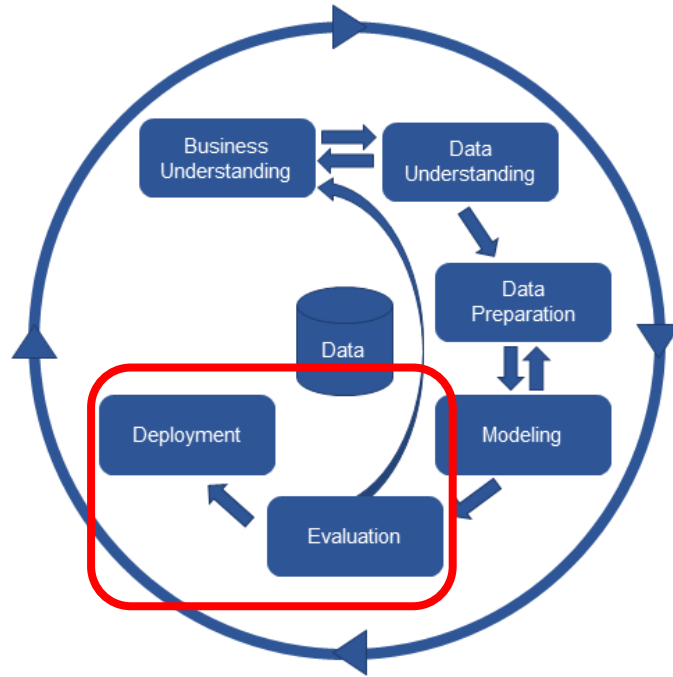 Business
Understanding
Data
Understanding
Data
Preparation
Data
Deployment
Modeling
Evaluation